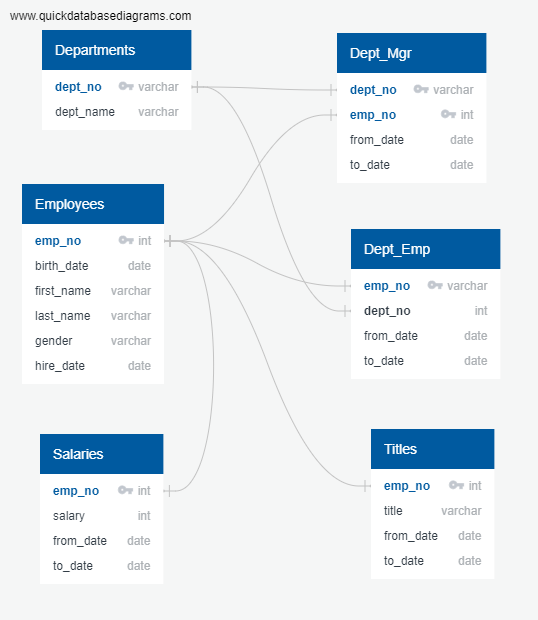 www.quickdatabasediagrams.com
Departments
dept_no varchar
dept_name varchar
Dept_Mgr
dept_no varchar
emp_no int
from_date date
to_date date
Employees
emp_no int
birth_date date
first_name varchar
last_name varchar
gender varchar
hire_date date
Dept_Emp
emp_no varchar
dept_no int
from_date date
to_date date
Salaries
emp_no int
salary int
from_date date
to_date date
Titles
emp_no int
title varchar
from_date date
to_date date